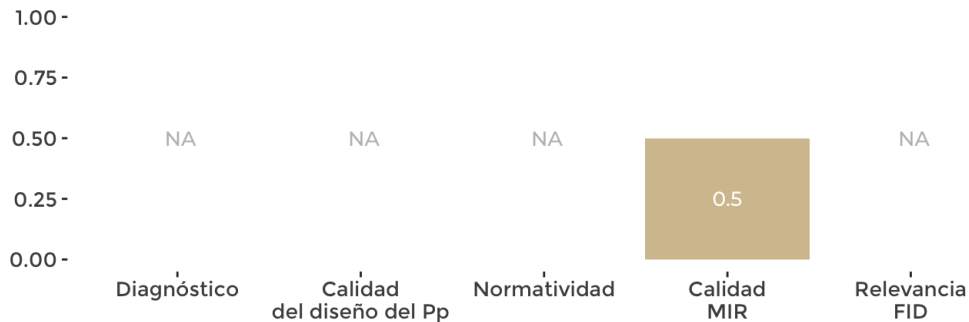 1.00
0.75
0.50
0.25
0.00
NA
NA
NA
0.5
NA
Diagnóstico
Calidad
del diseño del Pp
Normatividad
Calidad
MIR
Relevancia
FID